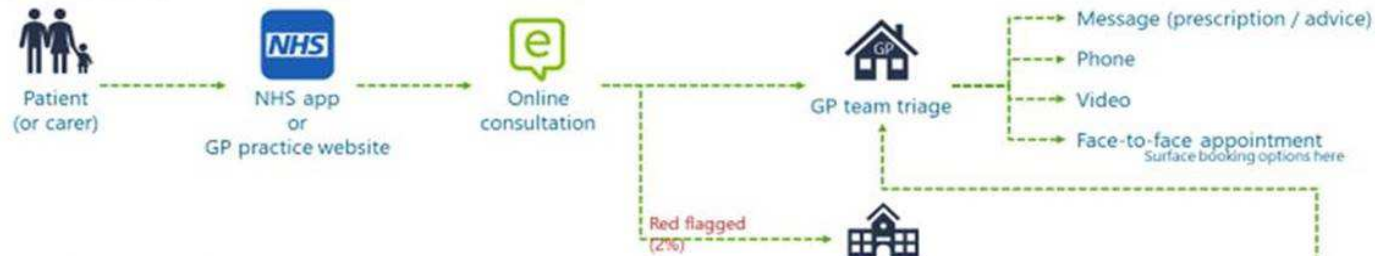 Patient
(or carer)
NHS
NHS app
or
GP practice website
e
Online
consultation
GP
GP team triage
Message (prescription / advice)
Phone
Video
Face-to-face appointment
Surface booking options here
Red flagged
(2%)